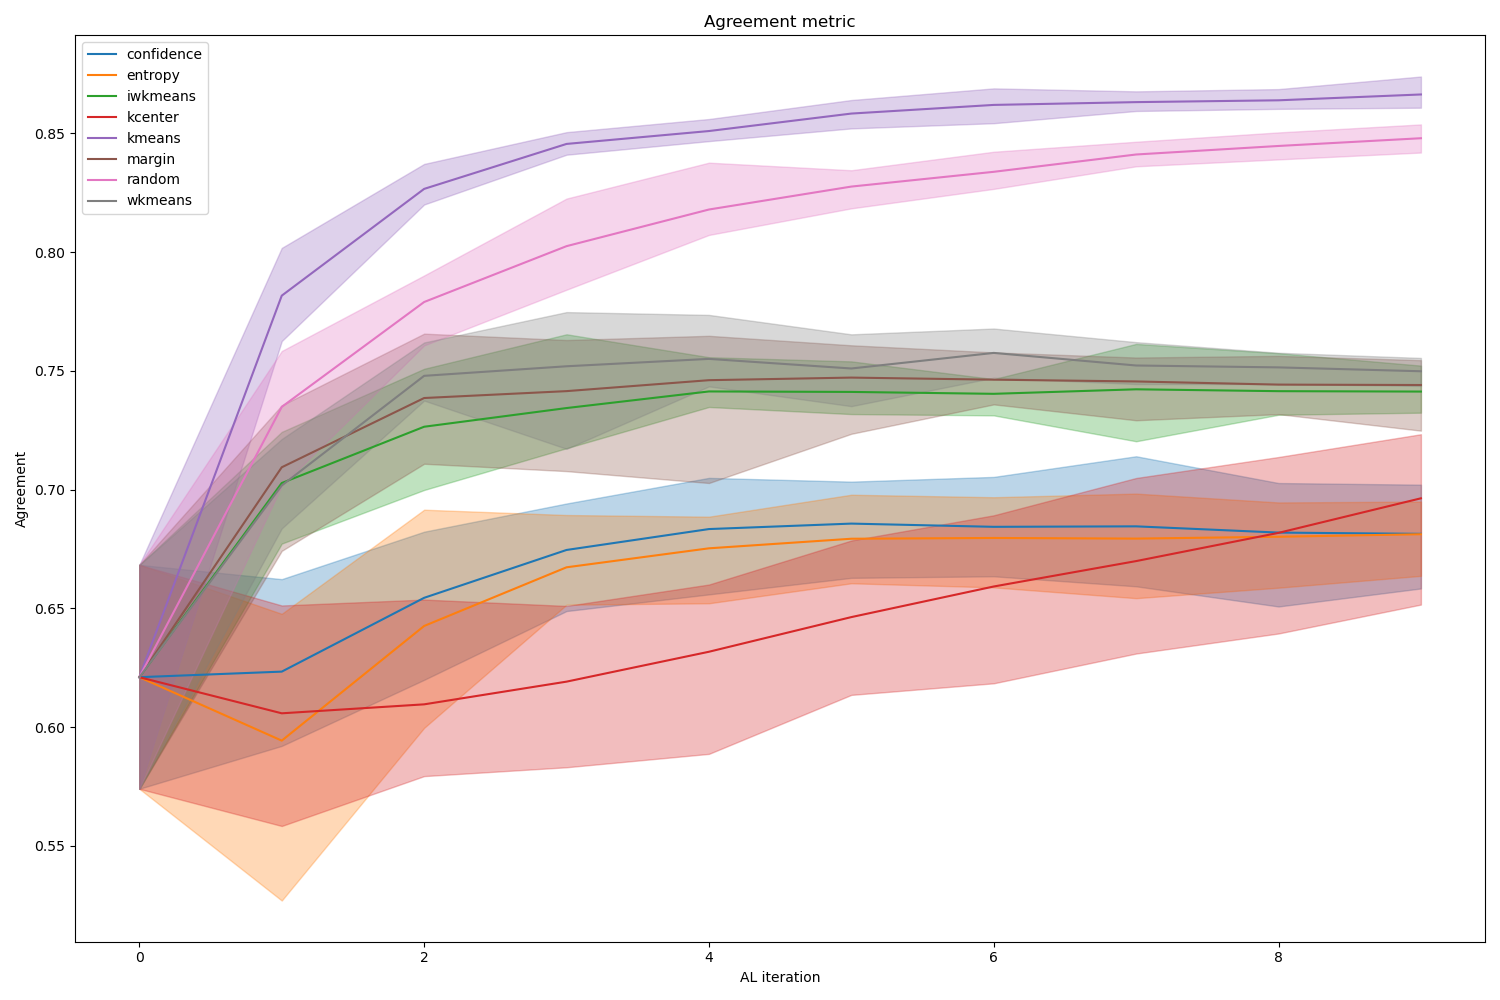 Agreement metric
confidence
entropy
iwkmeans
kcenter
kmeans
margin
random
wkmeans
0.85
0.80
0.75
0.70
0.65
0.60
0.55
Agreement
0 2 4 6 8
AL iteration